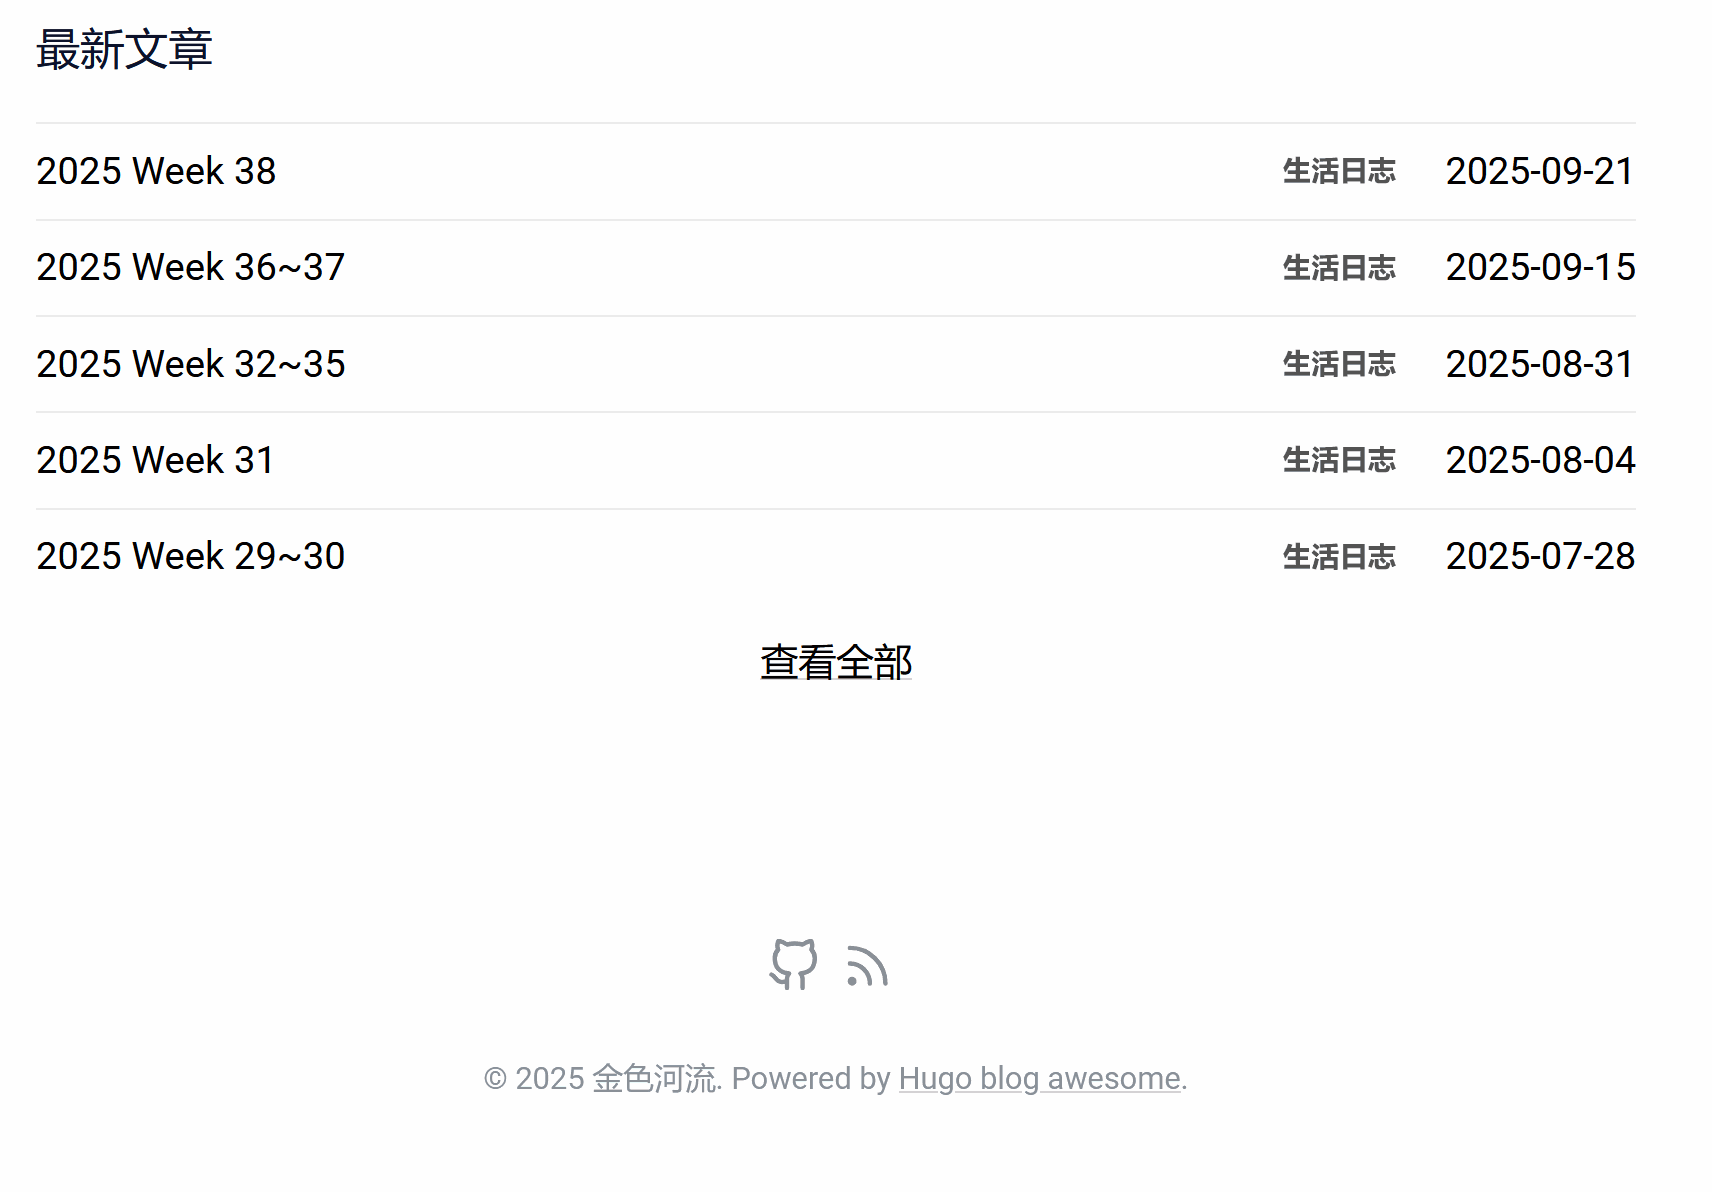 最新文章
2025 Week 38 生活日志 2025-09-21
2025 Week 36~37 生活日志 2025-09-15
2025 Week 32~35 生活日志 2025-08-31
2025 Week 31 生活日志 2025-08-04
2025 Week 29~30 生活日志 2025-07-28
查看全部
© 2025 金色河流. Powered by Hugo blog awesome.